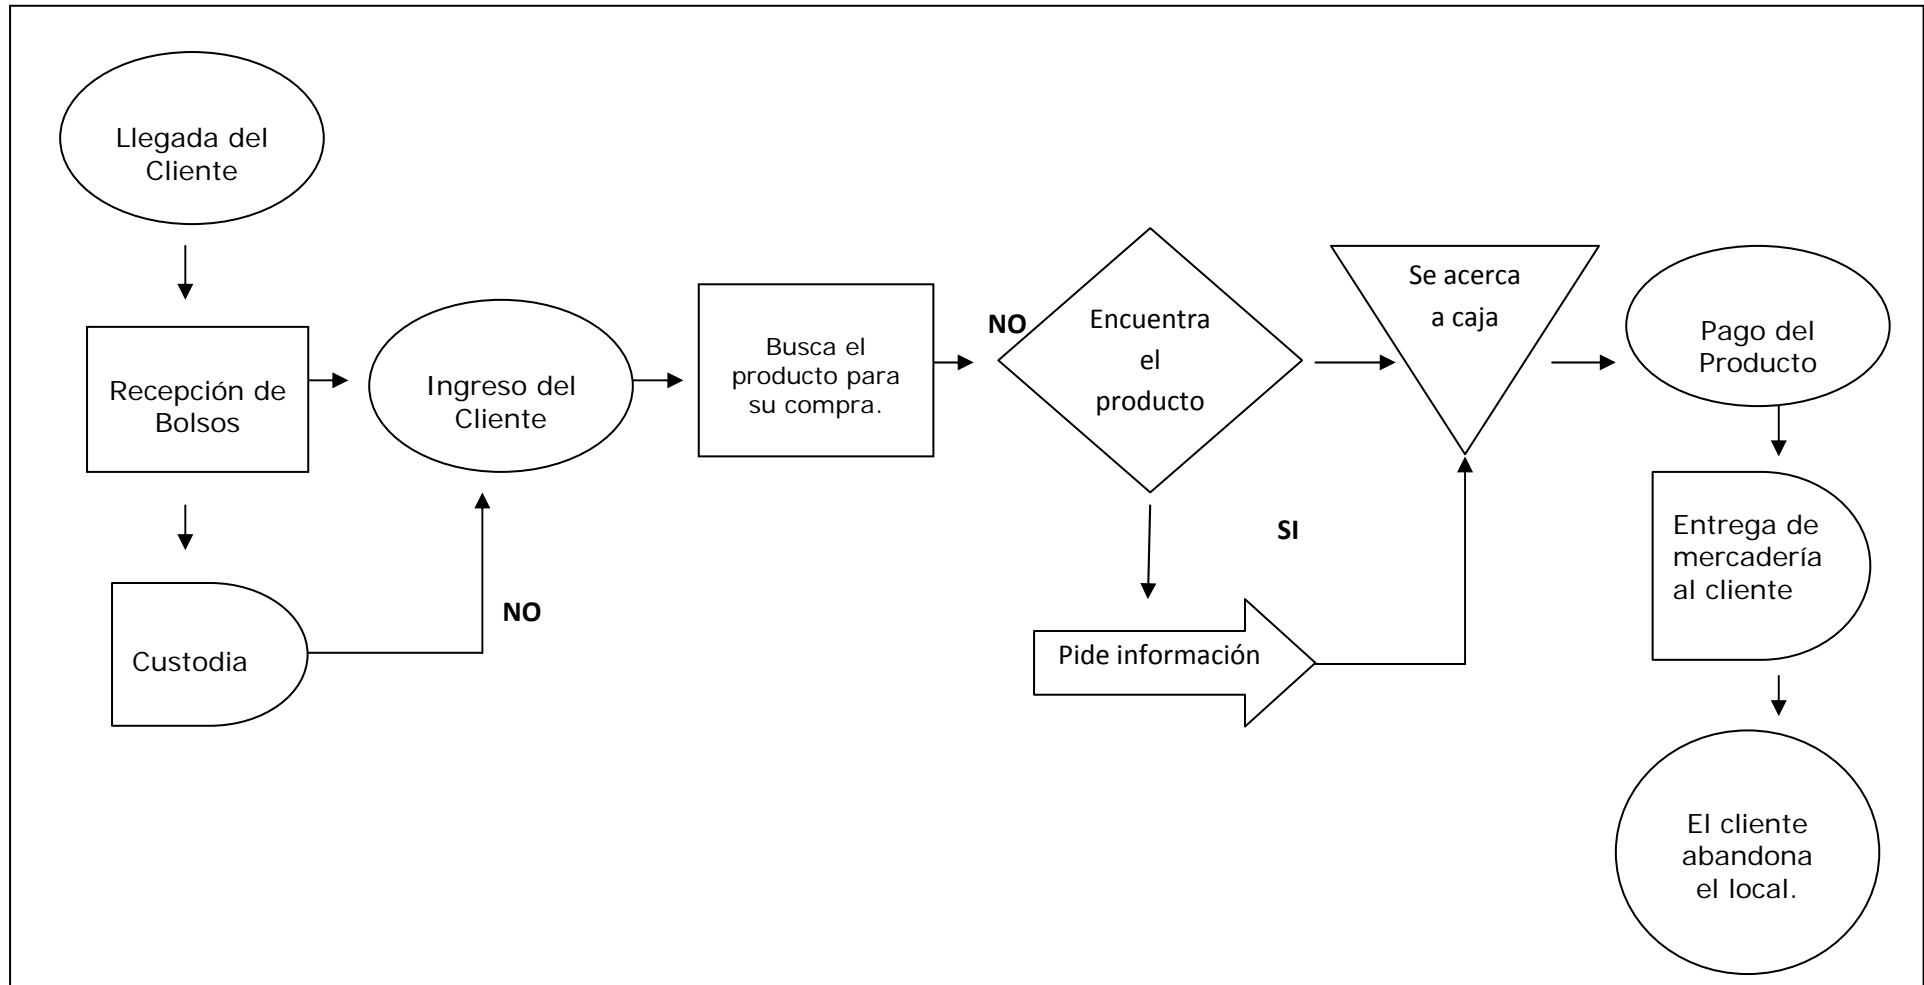 Llegada del
Cliente
Recepción de
Bolsos
Custodia
NO
Ingreso del
Cliente
Busca el
producto para
su compra.
NO
Encuentra
el
producto
SI
Pide información
Se acerca
a caja
Pago del
Producto
Entrega de
mercadería
al cliente
El cliente
abandona
el local.